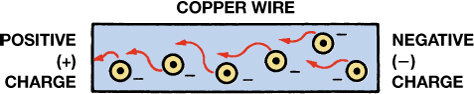 COPPER WIRE
POSITIVE
(+)
CHARGE
NEGATIVE
(−)
CHARGE
−
−
−
−
−
−